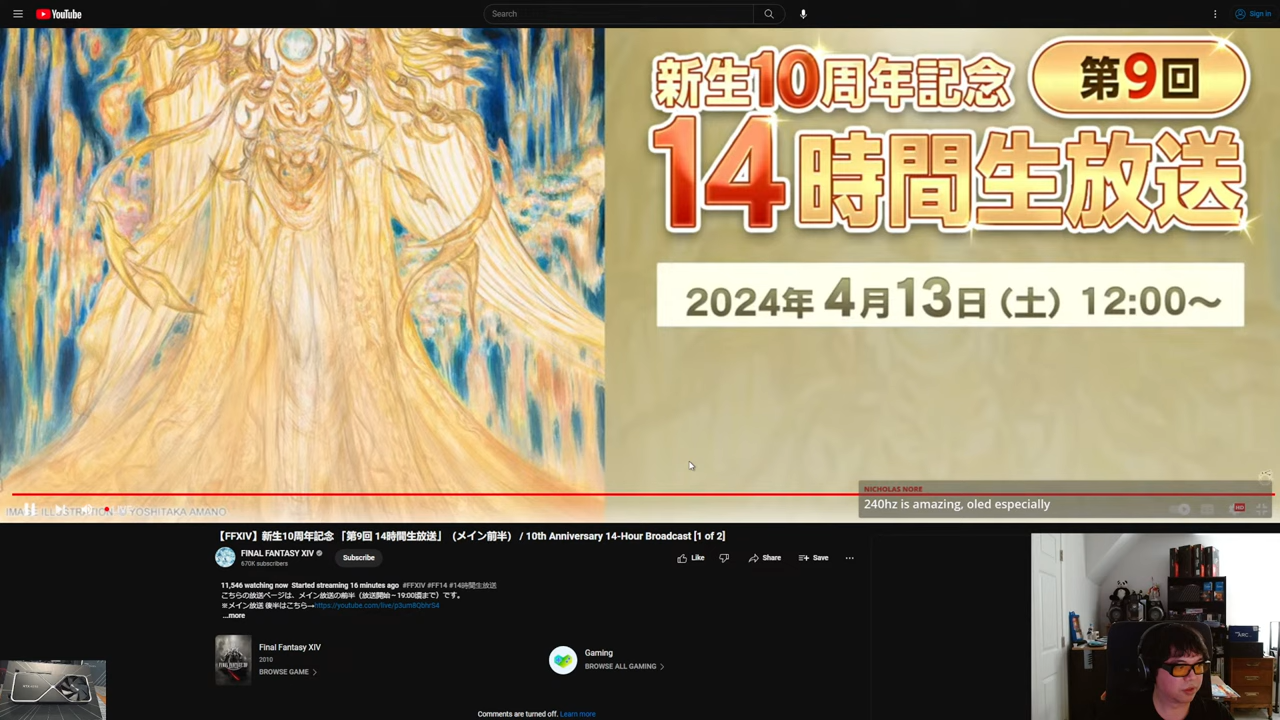 YouTube
Search
Sign in
新生10周年記念 第9回
14時間生放送
2024年 4月13日（土） 12:00～
NICHOLAS NORE
240hz is amazing, oled especially
IMAGE ILLUSTRATION YOSHITAKA AMANO
HD
【FFXIV】新生10周年記念 「第9回 14時間生放送」（メイン前半） / 10th Anniversary 14-Hour Broadcast [1 of 2]
FINAL FANTASY XIV
670K subscribers
Subscribe
Like
Share
Save
11,546 watching now Started streaming 16 minutes ago #FFXIV #FF14 #14時間生放送
こちらの放送ページは、メイン放送の前半（放送開始～19:00頃まで）です。
※メイン放送 後半はこちら→https://youtube.com/live/p3um8QbhrS4
...more
Final Fantasy XIV
2010
BROWSE GAME
Gaming
BROWSE ALL GAMING
Comments are turned off. Learn more